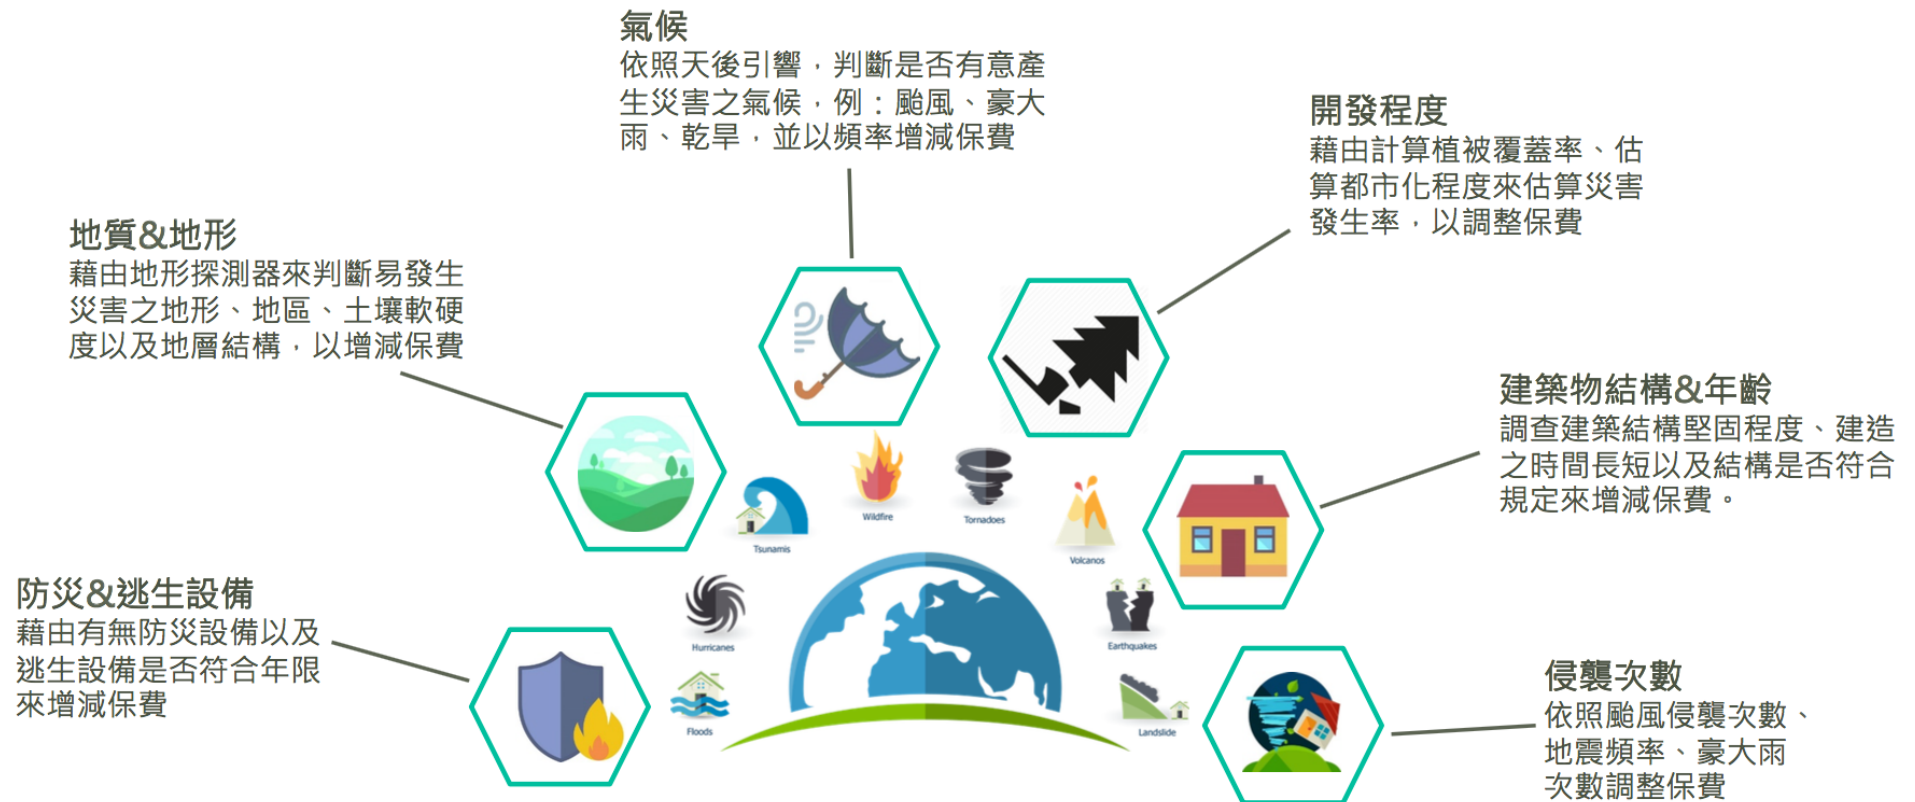 氣候
依照天後引響，判斷是否有意產
生災害之氣候，例：颱風、豪大
雨、乾旱，並以頻率增減保費
開發程度
藉由計算植被覆蓋率、估
算都市化程度來估算災害
發生率，以調整保費
地質&地形
藉由地形探測器來判斷易發生
災害之地形、地區、土壤軟硬
度以及地層結構，以增減保費
建築物結構&年齡
調查建築結構堅固程度、建造
之時間長短以及結構是否符合
規定來增減保費。
防災&逃生設備
藉由有無防災設備以及
逃生設備是否符合年限
來增減保費
侵襲次數
依照颱風侵襲次數、
地震頻率、豪大雨
次數調整保費
Wildfire
Tornadoes
Tsunamis
Volcanos
Hurricanes
Earthquakes
Floods
Landslide